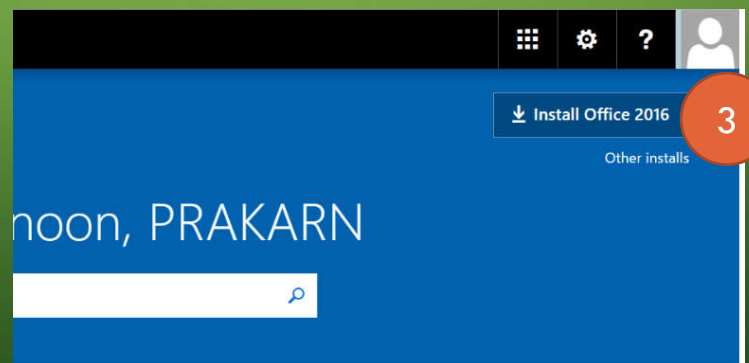 ?
Install Office 2016
3
Other installs
noon, PRAKARN